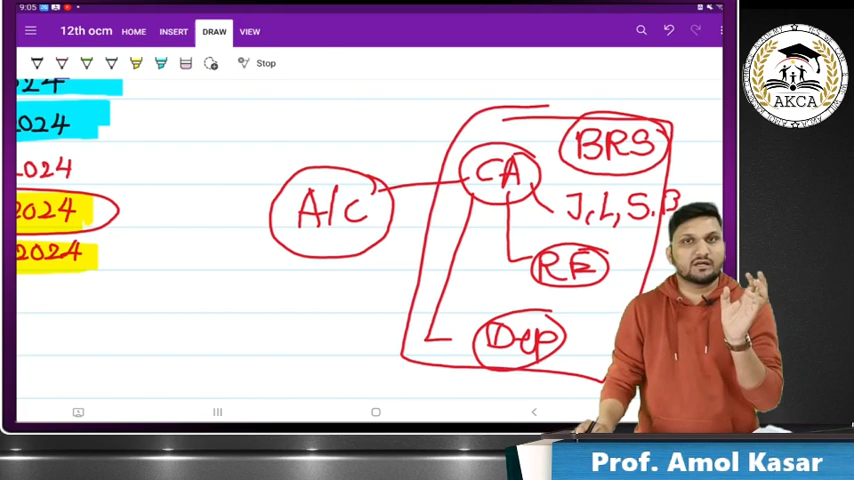 9:05
12th ocm HOME INSERT DRAW VIEW
Stop
2024
2024
2024
2024
2024
A/C
CA
BRS
J, L, S.B
RE
Dep
AKCA
Prof. Amol Kasar